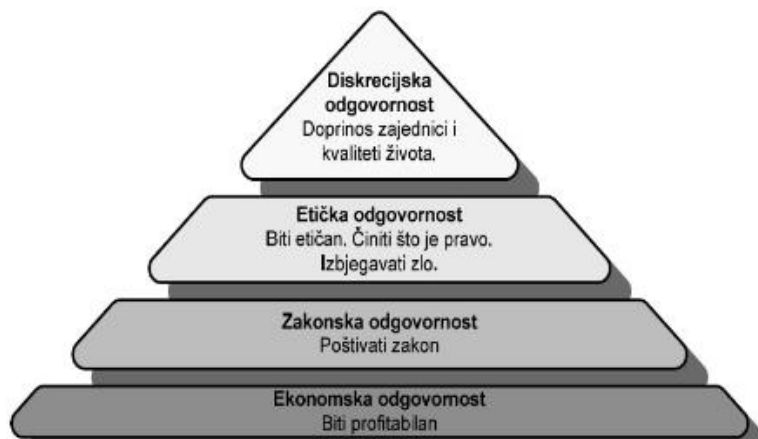 Diskrecijska
odgovornost
Doprinos zajednici i
kvaliteti života.
Etička odgovornost
Biti etičan. Činiti što je pravo.
Izbjegavati zlo.
Zakonska odgovornost
Poštivati zakon
Ekonomska odgovornost
Biti profitabilan